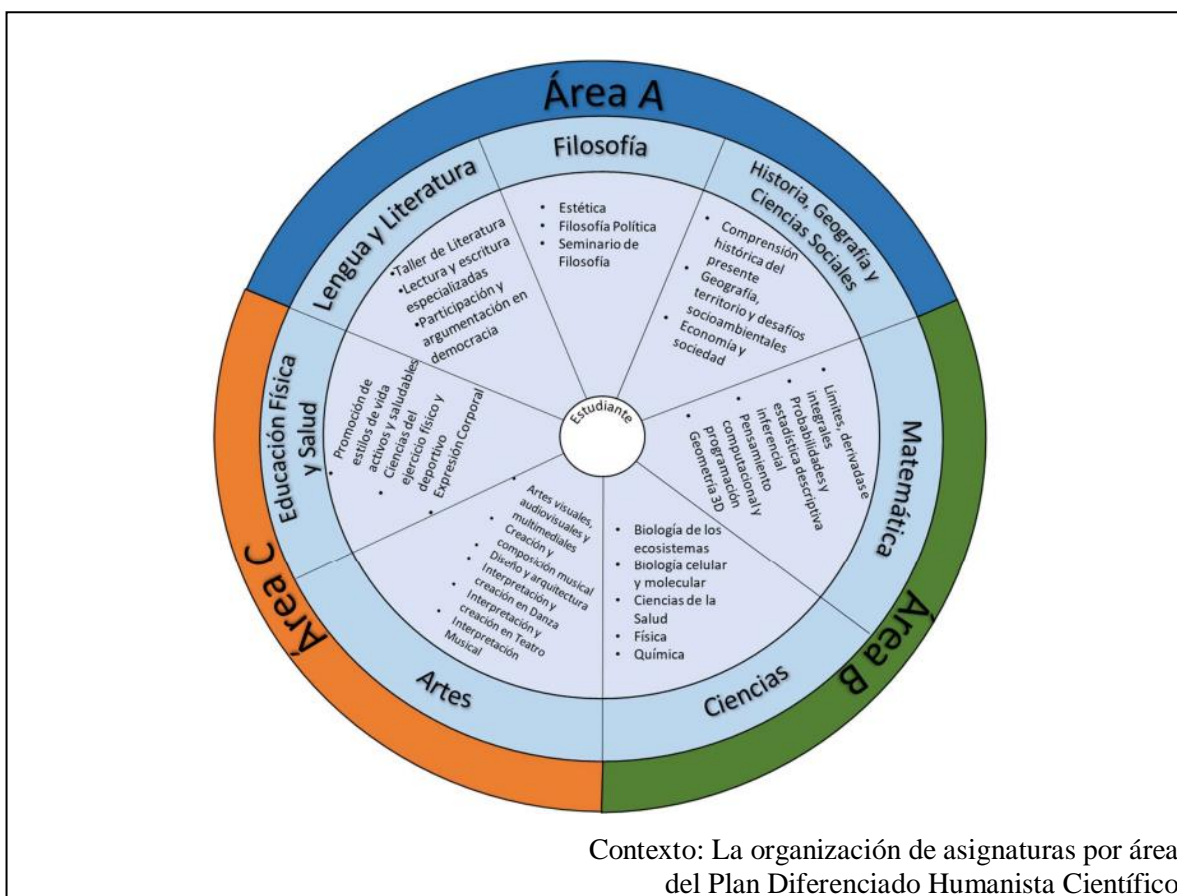 Área A
Filosofía
• Estética
• Filosofía Política
• Seminario de
Filosofía
Historia, Geografía y
Ciencias Sociales
• Comprensión
histórica del
presente
• Geografía,
territorio y desafíos
socioambientales
• Economía y
sociedad
Área B
Matemática
• Límites, derivadas e
integrales
• Probabilidades y
estadística descriptiva
inferencial
• Pensamiento
computacional y
programación
• Geometría 3D
Ciencias
• Biología de los
ecosistemas
• Biología celular
y molecular
• Ciencias de la
Salud
• Física
• Química
Área C
Artes
• Artes visuales,
audiovisuales y
multimediales
• Creación y
composición musical
• Diseño y arquitectura
• Interpretación y
creación en Danza
• Interpretación y
creación en Teatro
• Interpretación
Musical
Educación Física
y Salud
• Promoción de
estilos de vida
activos y saludables
• Ciencias del
ejercicio físico y
deportivo
• Expresión Corporal
Lengua y Literatura
•Taller de Literatura
•Lectura y escritura
especializadas
•Participación y
argumentación en
democracia
Estudiante
Contexto: La organización de asignaturas por área
del Plan Diferenciado Humanista Científico